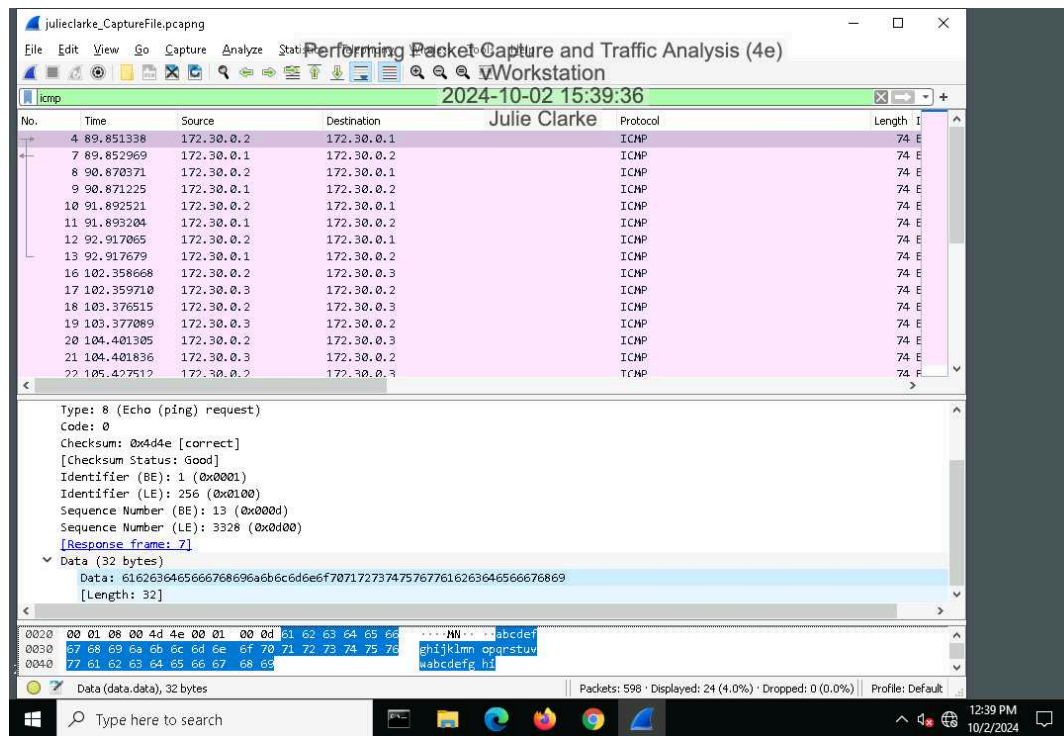 julieclarke_CaptureFile.pcapng
File Edit View Go Capture Analyze
Performing Packet Capture and Traffic Analysis (4e)
vWorkstation
icmp
2024-10-02 15:39:36
Julie Clarke
No. Time Source Destination Protocol Length I
4 89.851338 172.30.0.2 172.30.0.1 ICMP 74 E
7 89.852969 172.30.0.1 172.30.0.2 ICMP 74 E
8 90.870371 172.30.0.2 172.30.0.1 ICMP 74 E
9 90.871225 172.30.0.1 172.30.0.2 ICMP 74 E
10 91.892521 172.30.0.2 172.30.0.1 ICMP 74 E
11 91.893204 172.30.0.1 172.30.0.2 ICMP 74 E
12 92.917065 172.30.0.2 172.30.0.1 ICMP 74 E
13 92.917679 172.30.0.1 172.30.0.2 ICMP 74 E
16 102.358668 172.30.0.2 172.30.0.3 ICMP 74 E
17 102.359710 172.30.0.3 172.30.0.2 ICMP 74 E
18 103.376515 172.30.0.2 172.30.0.3 ICMP 74 E
19 103.377089 172.30.0.3 172.30.0.2 ICMP 74 E
20 104.401305 172.30.0.2 172.30.0.3 ICMP 74 E
21 104.401836 172.30.0.3 172.30.0.2 ICMP 74 E
22 105.427512 172.30.0.2 172.30.0.3 ICMP 74 E
Type: 8 (Echo (ping) request)
Code: 0
Checksum: 0x4d4e [correct]
[Checksum Status: Good]
Identifier (BE): 1 (0x0001)
Identifier (LE): 256 (0x0100)
Sequence Number (BE): 13 (0x000d)
Sequence Number (LE): 3328 (0x0d00)
[Response frame: 7]
Data (32 bytes)
Data: 6162636465666768696a6b6c6d6e6f7071727374757677616263646566676869
[Length: 32]
0020 00 01 08 00 4d 4e 00 01 00 0d 61 62 63 64 65 66 ····MN·· ··abcdef
0030 67 68 69 6a 6b 6c 6d 6e 6f 70 71 72 73 74 75 76 ghijklmn opqrstuv
0040 77 61 62 63 64 65 66 67 68 69 wabcdefg hi
Data (data.data), 32 bytes Packets: 598 · Displayed: 24 (4.0%) · Dropped: 0 (0.0%) Profile: Default
Type here to search
12:39 PM
10/2/2024